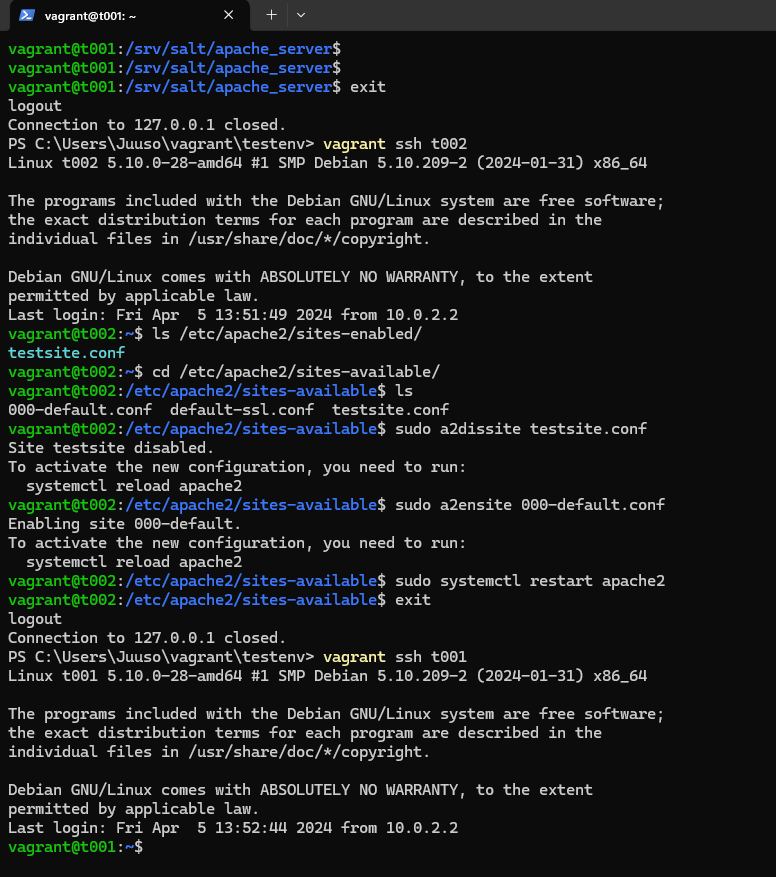 vagrant@t001: ~
vagrant@t001:/srv/salt/apache_server$
vagrant@t001:/srv/salt/apache_server$
vagrant@t001:/srv/salt/apache_server$ exit
logout
Connection to 127.0.0.1 closed.
PS C:\Users\Juuso\vagrant\testenv> vagrant ssh t002
Linux t002 5.10.0-28-amd64 #1 SMP Debian 5.10.209-2 (2024-01-31) x86_64

The programs included with the Debian GNU/Linux system are free software;
the exact distribution terms for each program are described in the
individual files in /usr/share/doc/*/copyright.

Debian GNU/Linux comes with ABSOLUTELY NO WARRANTY, to the extent
permitted by applicable law.
Last login: Fri Apr  5 13:51:49 2024 from 10.0.2.2
vagrant@t002:~$ ls /etc/apache2/sites-enabled/
testsite.conf
vagrant@t002:~$ cd /etc/apache2/sites-available/
vagrant@t002:/etc/apache2/sites-available$ ls
000-default.conf  default-ssl.conf  testsite.conf
vagrant@t002:/etc/apache2/sites-available$ sudo a2dissite testsite.conf
Site testsite disabled.
To activate the new configuration, you need to run:
  systemctl reload apache2
vagrant@t002:/etc/apache2/sites-available$ sudo a2ensite 000-default.conf
Enabling site 000-default.
To activate the new configuration, you need to run:
  systemctl reload apache2
vagrant@t002:/etc/apache2/sites-available$ sudo systemctl restart apache2
vagrant@t002:/etc/apache2/sites-available$ exit
logout
Connection to 127.0.0.1 closed.
PS C:\Users\Juuso\vagrant\testenv> vagrant ssh t001
Linux t001 5.10.0-28-amd64 #1 SMP Debian 5.10.209-2 (2024-01-31) x86_64

The programs included with the Debian GNU/Linux system are free software;
the exact distribution terms for each program are described in the
individual files in /usr/share/doc/*/copyright.

Debian GNU/Linux comes with ABSOLUTELY NO WARRANTY, to the extent
permitted by applicable law.
Last login: Fri Apr  5 13:52:44 2024 from 10.0.2.2
vagrant@t001:~$